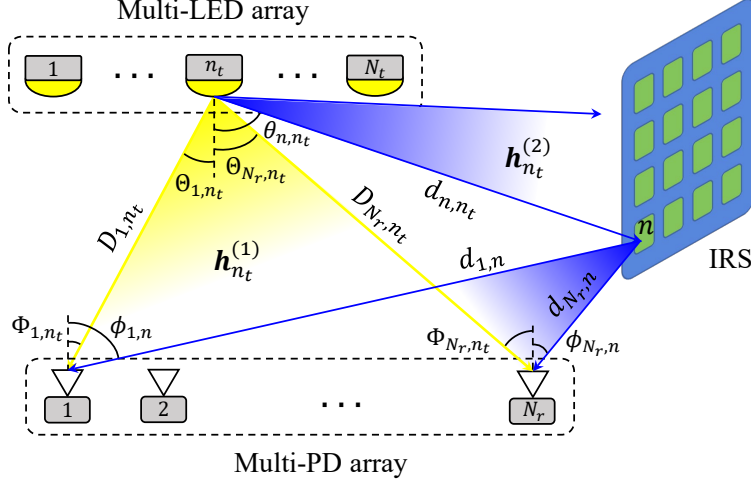 Multi-LED array
1 ··· n_t ··· N_t
θ_{n,n_t}
Θ_{1,n_t} Θ_{N_r,n_t}
h_{n_t}^{(2)}
D_{1,n_t} D_{N_r,n_t} d_{n,n_t}
n
h_{n_t}^{(1)} d_{1,n} IRS
d_{N_r,n}
Φ_{1,n_t} ϕ_{1,n} Φ_{N_r,n_t} ϕ_{N_r,n}
1 2 ··· N_r
Multi-PD array